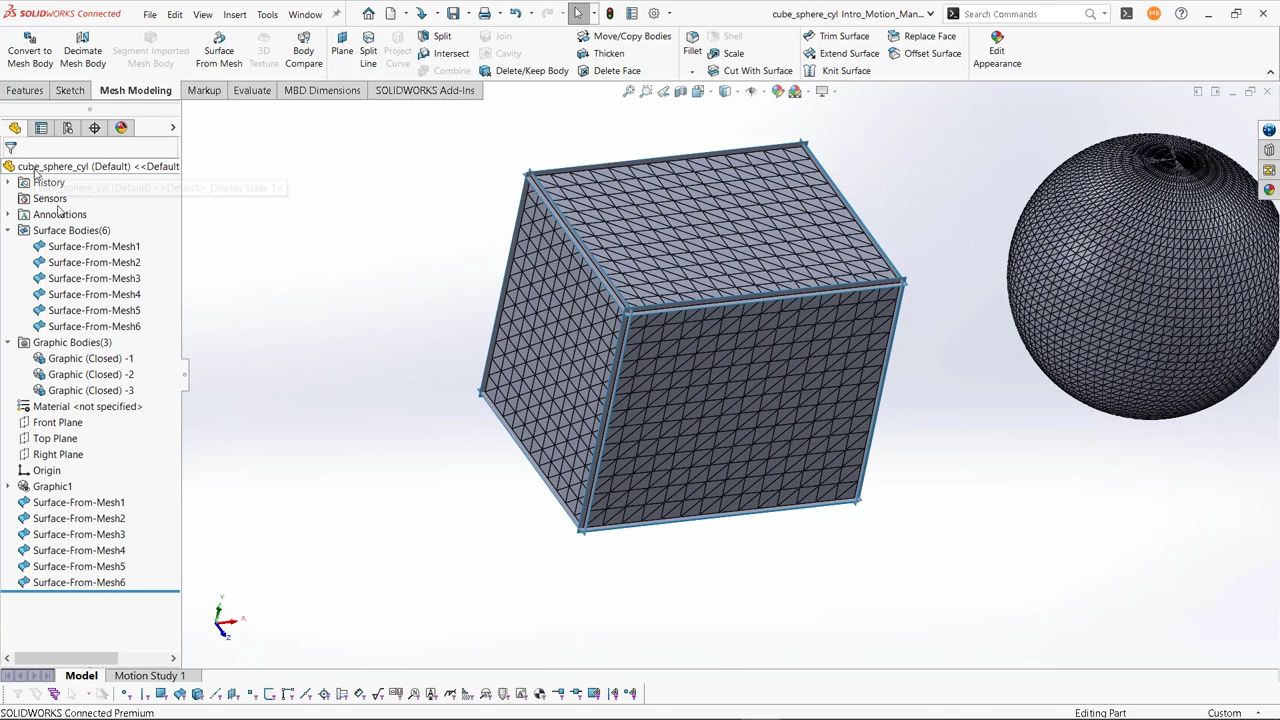 3DS SOLIDWORKS Connected
File Edit View Insert Tools Window
cube_sphere_cyl Intro_Motion_Man...
Search Commands
MB
Convert to Mesh Body
Decimate Mesh Body
Segment Imported Mesh Body
Surface From Mesh
3D Texture
Body Compare
Plane
Split Line
Project Curve
Split
Intersect
Combine
Join
Cavity
Delete/Keep Body
Move/Copy Bodies
Thicken
Delete Face
Fillet
Shell
Scale
Cut With Surface
Trim Surface
Extend Surface
Knit Surface
Replace Face
Offset Surface
Edit Appearance
Features Sketch Mesh Modeling Markup Evaluate MBD Dimensions SOLIDWORKS Add-Ins
cube_sphere_cyl (Default) <<Default
History
sphere_cyl (Default) <<Default>_Display State 1>
Sensors
Annotations
Surface Bodies(6)
Surface-From-Mesh1
Surface-From-Mesh2
Surface-From-Mesh3
Surface-From-Mesh4
Surface-From-Mesh5
Surface-From-Mesh6
Graphic Bodies(3)
Graphic (Closed) -1
Graphic (Closed) -2
Graphic (Closed) -3
Material <not specified>
Front Plane
Top Plane
Right Plane
Origin
Graphic1
Surface-From-Mesh1
Surface-From-Mesh2
Surface-From-Mesh3
Surface-From-Mesh4
Surface-From-Mesh5
Surface-From-Mesh6
Y
X
Z
Model Motion Study 1
SOLIDWORKS Connected Premium
Editing Part
Custom